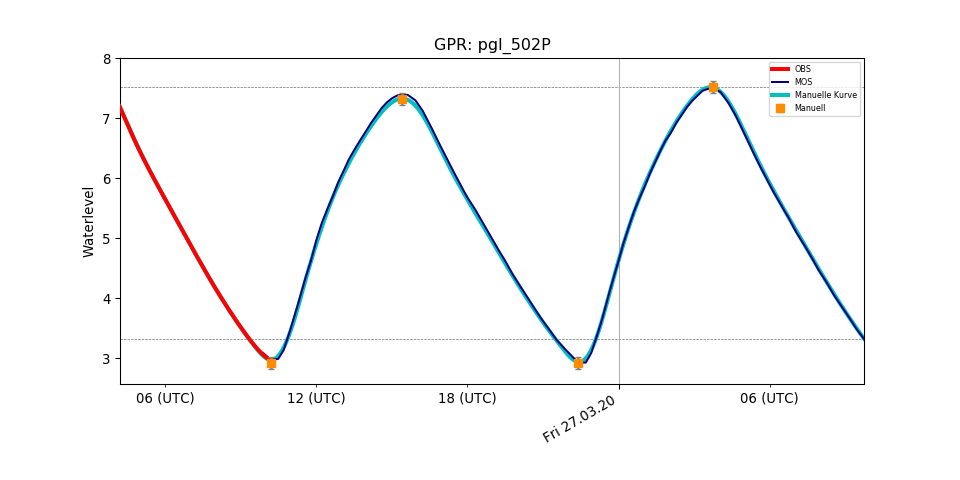 GPR: pgl_502P
8
7
6
5
4
3
Waterlevel
OBS
MOS
Manuelle Kurve
Manuell
06 (UTC)
12 (UTC)
18 (UTC)
Fri 27.03.20
06 (UTC)